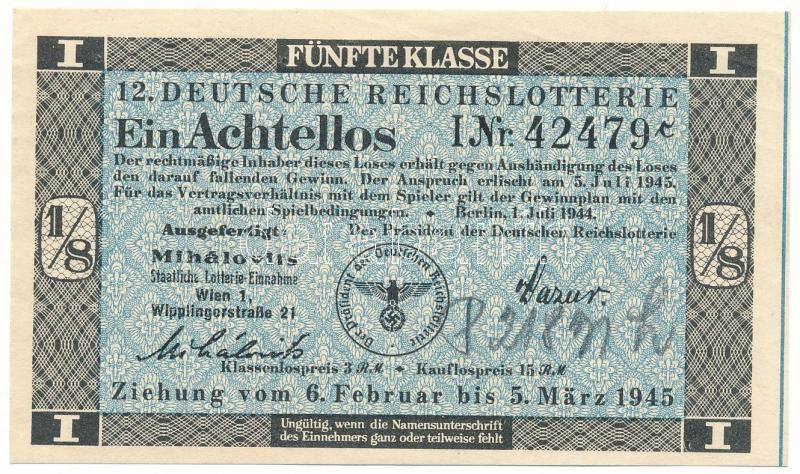 I FÜNFTE KLASSE I
12. DEUTSCHE REICHSLOTTERIE
Ein Achtellos I Nr. 42479 c
Der rechtmäßige Inhaber dieses Loses erhält gegen Aushändigung des Loses
den darauf fallenden Gewinn. Der Anspruch erlischt am 5. Juli 1945.
Für das Vertragsverhältnis mit dem Spieler gilt der Gewinnplan mit den
amtlichen Spielbedingungen. ✦ Berlin, 1. Juli 1944.
1/8
1/8
Ausgefertigt: Der Präsident der Deutschen Reichslotterie
Mihàlovits
Staatliche Lotterie-Einnahme
Wien 1,
Wipplingerstraße 21
Der Präsident der Deutschen Reichslotterie
Mihálovits
Klassenlospreis 3 RM ✦ Kauflospreis 15 RM
Ziehung vom 6. Februar bis 5. März 1945
I Ungültig, wenn die Namensunterschrift I
des Einnehmers ganz oder teilweise fehlt